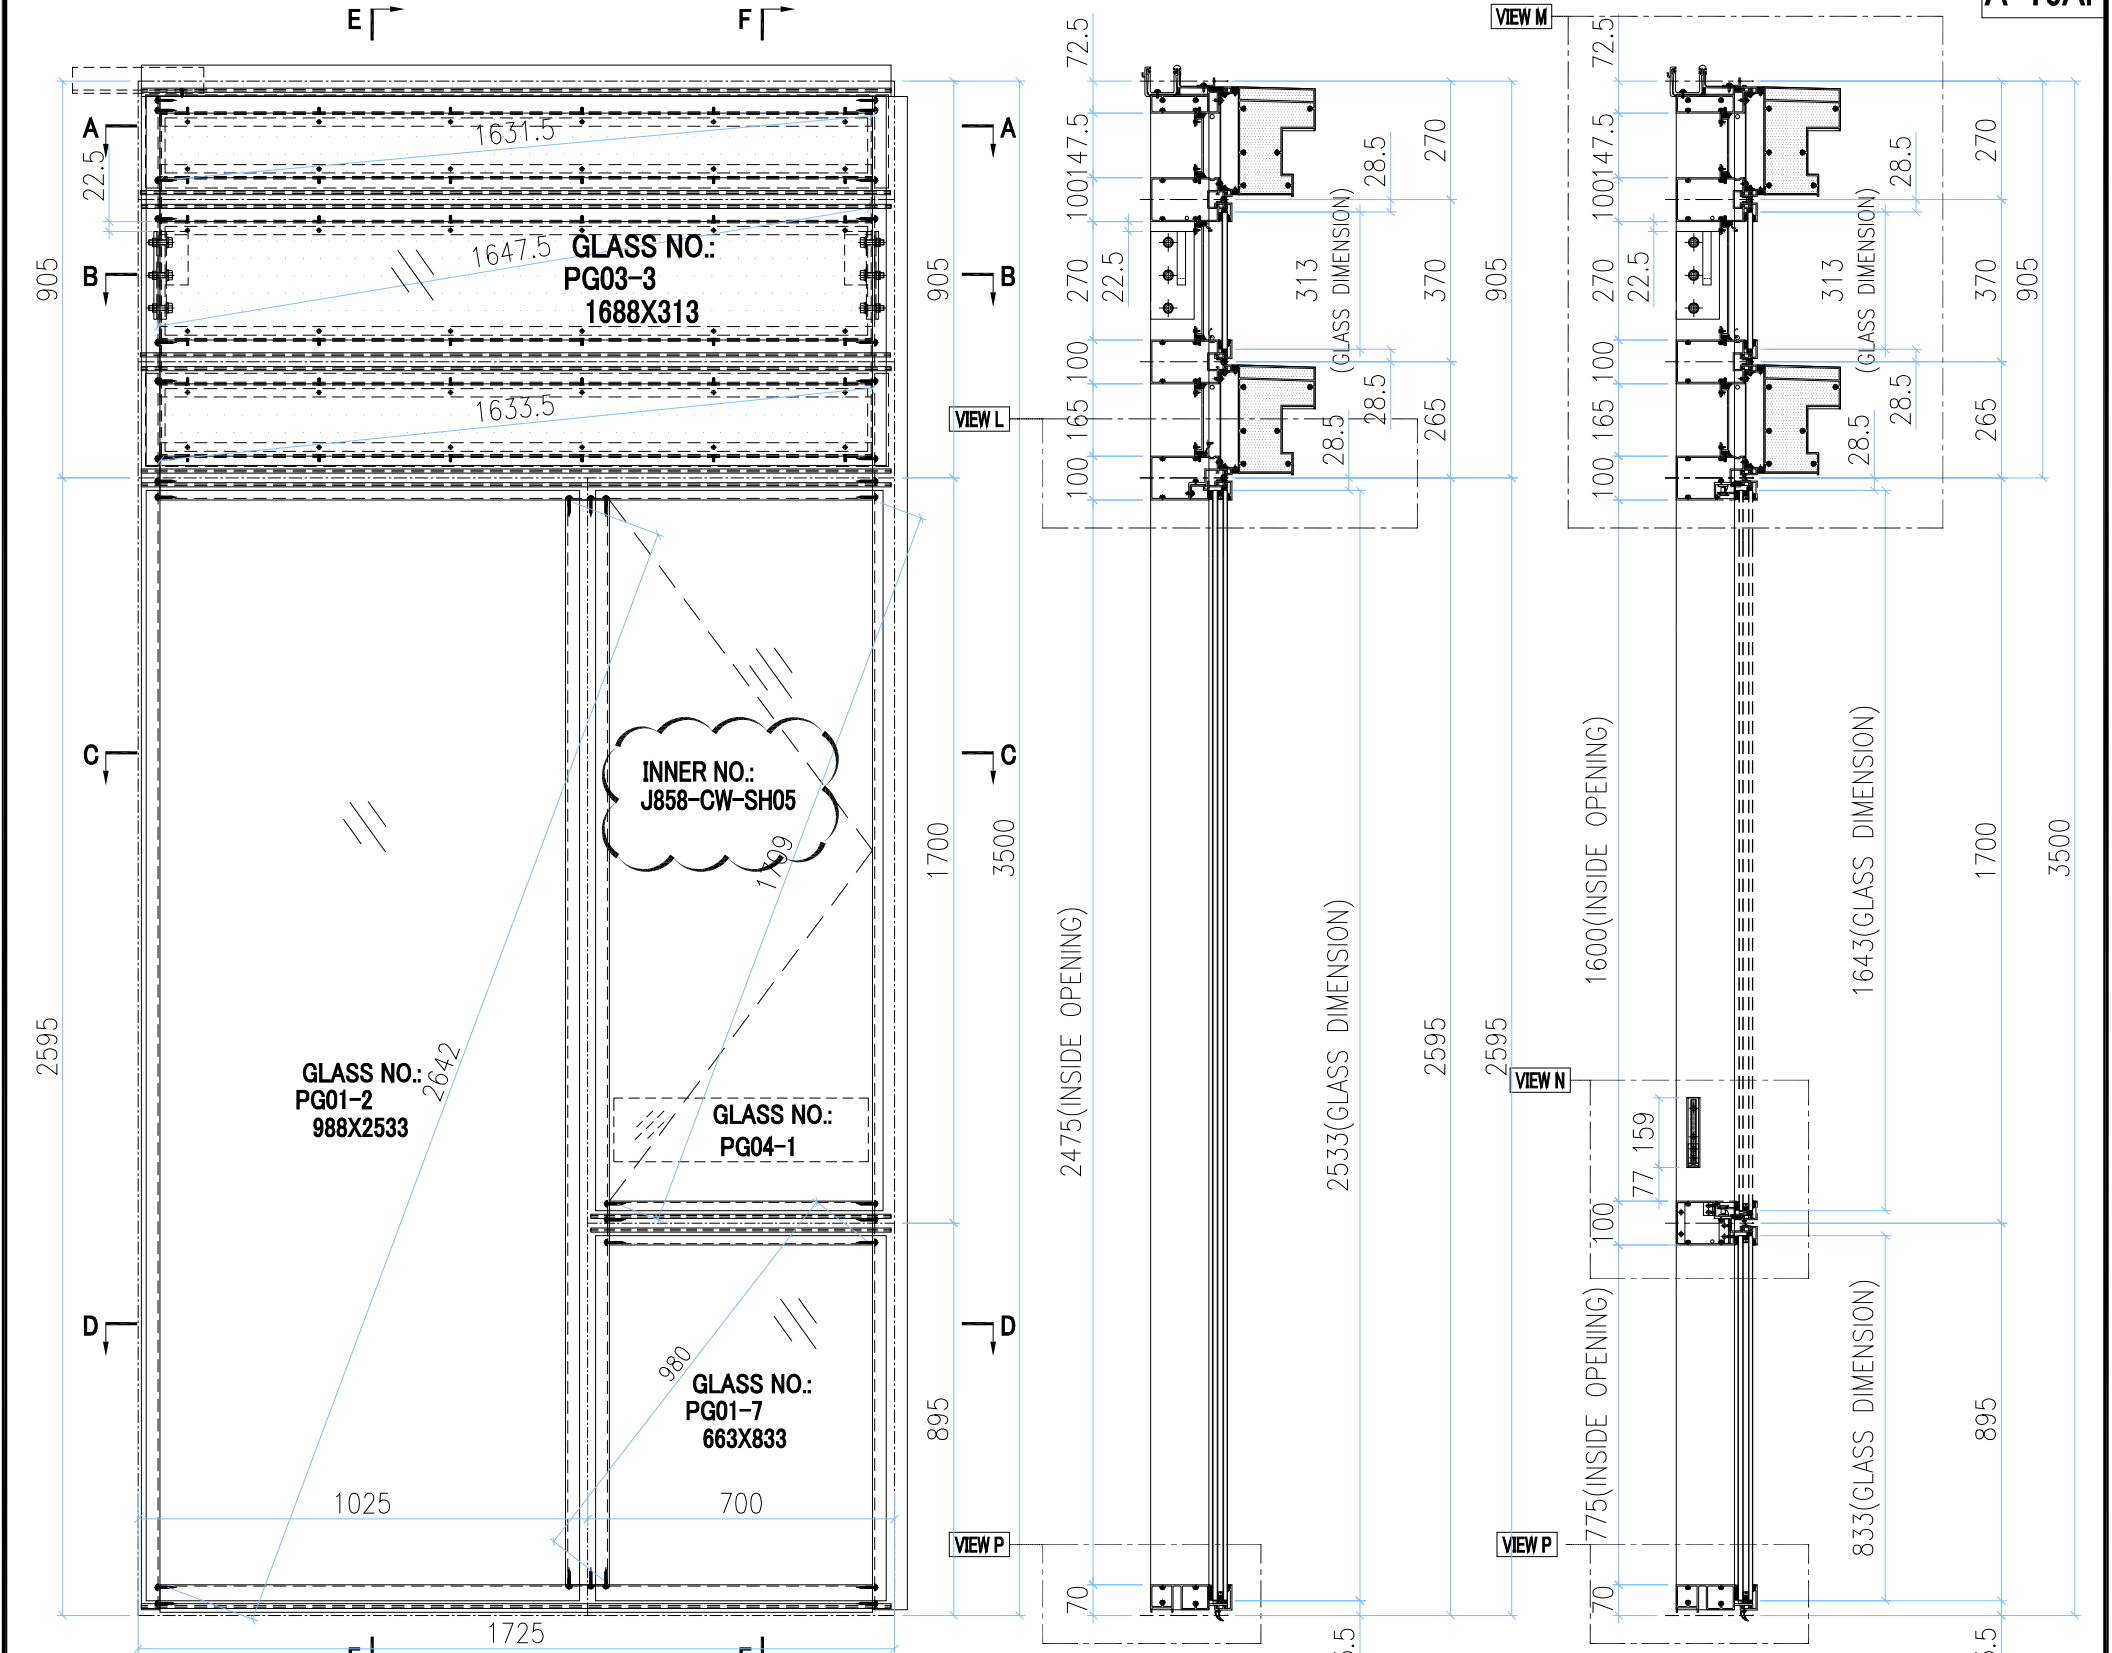 E
F
A
A
22.5
1631.5
905
B
B
1647.5
GLASS NO.:
PG03-3
1688X313
905
1633.5
C
C
INNER NO.:
J858-CW-SH05
1709
1700
3500
2595
2642
GLASS NO.:
PG01-2
988X2533
GLASS NO.:
PG04-1
D
D
980
GLASS NO.:
PG01-7
663X833
895
1025
700
1725
72.5
147.5
100
270
22.5
100
165
100
270
28.5
313
(GLASS DIMENSION)
370
905
28.5
265
28.5
VIEW L
2475(INSIDE OPENING)
2533(GLASS DIMENSION)
2595
2595
VIEW P
70
VIEW M
72.5
147.5
100
270
22.5
100
165
100
270
28.5
313
(GLASS DIMENSION)
370
905
28.5
265
28.5
1600(INSIDE OPENING)
1643(GLASS DIMENSION)
1700
3500
VIEW N
159
77
100
775(INSIDE OPENING)
833(GLASS DIMENSION)
895
VIEW P
70